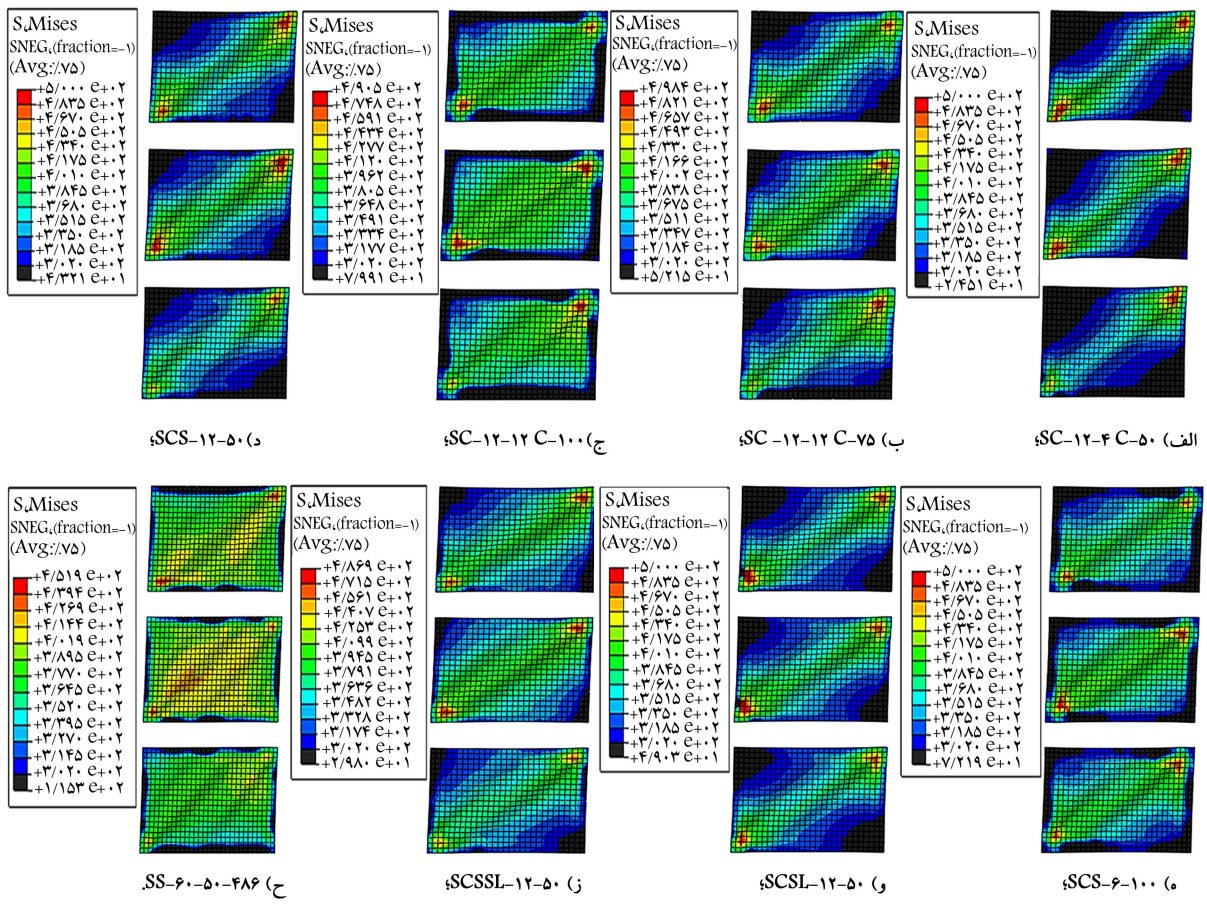 S،Mises
SNEG،(fraction=-۱)
(Avg:٪۷۵)
+۵/۰۰۰ e+۰۲
+۴/۸۳۵ e+۰۲
+۴/۶۷۰ e+۰۲
+۴/۵۰۵ e+۰۲
+۴/۳۴۰ e+۰۲
+۴/۱۷۵ e+۰۲
+۴/۰۱۰ e+۰۲
+۳/۸۴۵ e+۰۲
+۳/۶۸۰ e+۰۲
+۳/۵۱۵ e+۰۲
+۳/۳۵۰ e+۰۲
+۳/۱۸۵ e+۰۲
+۳/۰۲۰ e+۰۲
+۲/۴۵۱ e+۰۱
الف) SC-۱۲-۴ C-۵۰؛
S،Mises
SNEG،(fraction=-۱)
(Avg:٪۷۵)
+۴/۹۸۴ e+۰۲
+۴/۸۲۱ e+۰۲
+۴/۶۵۷ e+۰۲
+۴/۴۹۳ e+۰۲
+۴/۳۳۰ e+۰۲
+۴/۱۶۶ e+۰۲
+۴/۰۰۲ e+۰۲
+۳/۸۳۸ e+۰۲
+۳/۶۷۵ e+۰۲
+۳/۵۱۱ e+۰۲
+۳/۳۴۷ e+۰۲
+۲/۱۸۴ e+۰۲
+۳/۰۲۰ e+۰۲
+۵/۲۱۵ e+۰۱
ب) SC -۱۲-۱۲ C-۷۵؛
S،Mises
SNEG،(fraction=-۱)
(Avg:٪۷۵)
+۴/۹۰۵ e+۰۲
+۴/۷۴۸ e+۰۲
+۴/۵۹۱ e+۰۲
+۴/۴۳۴ e+۰۲
+۴/۲۷۷ e+۰۲
+۴/۱۲۰ e+۰۲
+۳/۹۶۲ e+۰۲
+۳/۸۰۵ e+۰۲
+۳/۶۴۸ e+۰۲
+۳/۴۹۱ e+۰۲
+۳/۳۳۴ e+۰۲
+۳/۱۷۷ e+۰۲
+۳/۰۲۰ e+۰۲
+۷/۹۹۱ e+۰۱
ج) SC-۱۲-۱۲ C-۱۰۰؛
S،Mises
SNEG،(fraction=-۱)
(Avg:٪۷۵)
+۵/۰۰۰ e+۰۲
+۴/۸۳۵ e+۰۲
+۴/۶۷۰ e+۰۲
+۴/۵۰۵ e+۰۲
+۴/۳۴۰ e+۰۲
+۴/۱۷۵ e+۰۲
+۴/۰۱۰ e+۰۲
+۳/۸۴۵ e+۰۲
+۳/۶۸۰ e+۰۲
+۳/۵۱۵ e+۰۲
+۳/۳۵۰ e+۰۲
+۳/۱۸۵ e+۰۲
+۳/۰۲۰ e+۰۲
+۴/۳۲۱ e+۰۱
د) SCS-۱۲-۵۰؛
S،Mises
SNEG،(fraction=-۱)
(Avg:٪۷۵)
+۵/۰۰۰ e+۰۲
+۴/۸۳۵ e+۰۲
+۴/۶۷۰ e+۰۲
+۴/۵۰۵ e+۰۲
+۴/۳۴۰ e+۰۲
+۴/۱۷۵ e+۰۲
+۴/۰۱۰ e+۰۲
+۳/۸۴۵ e+۰۲
+۳/۶۸۰ e+۰۲
+۳/۵۱۵ e+۰۲
+۳/۳۵۰ e+۰۲
+۳/۱۸۵ e+۰۲
+۳/۰۲۰ e+۰۲
+۷/۲۱۹ e+۰۱
ه) SCS-۶-۱۰۰؛
S،Mises
SNEG،(fraction=-۱)
(Avg:٪۷۵)
+۵/۰۰۰ e+۰۲
+۴/۸۳۵ e+۰۲
+۴/۶۷۰ e+۰۲
+۴/۵۰۵ e+۰۲
+۴/۳۴۰ e+۰۲
+۴/۱۷۵ e+۰۲
+۴/۰۱۰ e+۰۲
+۳/۸۴۵ e+۰۲
+۳/۶۸۰ e+۰۲
+۳/۵۱۵ e+۰۲
+۳/۳۵۰ e+۰۲
+۳/۱۸۵ e+۰۲
+۳/۰۲۰ e+۰۲
+۴/۹۰۳ e+۰۱
و) SCSL-۱۲-۵۰؛
S،Mises
SNEG،(fraction=-۱)
(Avg:٪۷۵)
+۴/۸۶۹ e+۰۲
+۴/۷۱۵ e+۰۲
+۴/۵۶۱ e+۰۲
+۴/۴۰۷ e+۰۲
+۴/۲۵۳ e+۰۲
+۴/۰۹۹ e+۰۲
+۳/۹۴۵ e+۰۲
+۳/۷۹۱ e+۰۲
+۳/۶۳۶ e+۰۲
+۳/۴۸۲ e+۰۲
+۳/۳۲۸ e+۰۲
+۳/۱۷۴ e+۰۲
+۳/۰۲۰ e+۰۲
+۲/۹۸۰ e+۰۱
ز) SCSSL-۱۲-۵۰؛
S،Mises
SNEG،(fraction=-۱)
(Avg:٪۷۵)
+۴/۵۱۹ e+۰۲
+۴/۳۹۴ e+۰۲
+۴/۲۶۹ e+۰۲
+۴/۱۴۴ e+۰۲
+۴/۰۱۹ e+۰۲
+۳/۸۹۵ e+۰۲
+۳/۷۷۰ e+۰۲
+۳/۶۴۵ e+۰۲
+۳/۵۲۰ e+۰۲
+۳/۳۹۵ e+۰۲
+۳/۲۷۰ e+۰۲
+۳/۱۴۵ e+۰۲
+۳/۰۲۰ e+۰۲
+۱/۱۵۳ e+۰۲
ح) SS-۶۰-۵۰-۴۸۶.